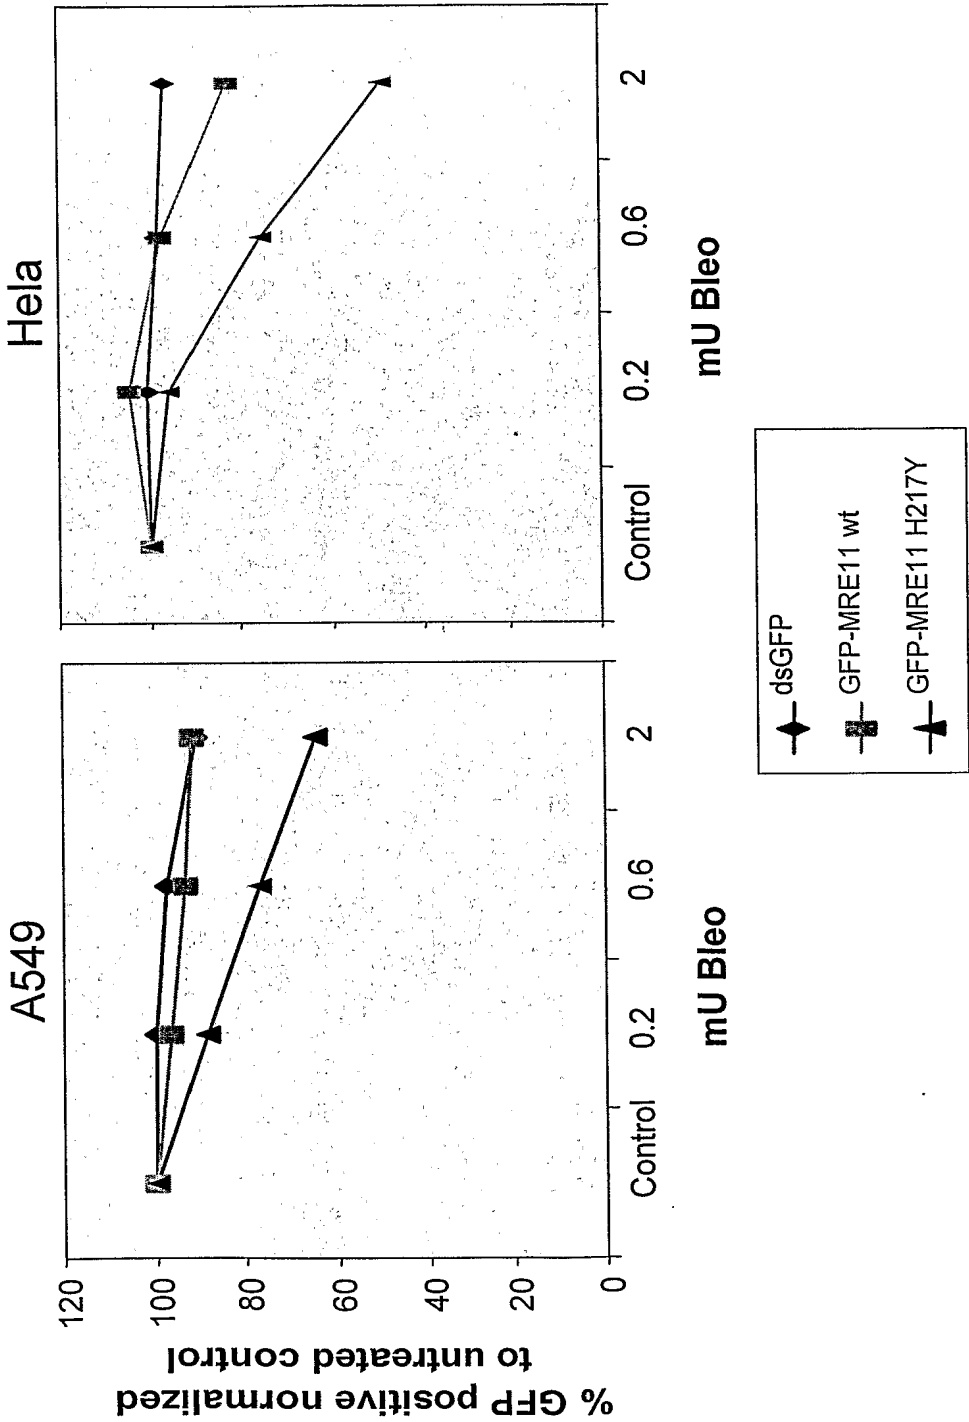 A549
Hela
120
100
80
60
40
20
0
% GFP positive normalized
to untreated control
Control
0.2
0.6
2
Control
0.2
0.6
2
mU Bleo
mU Bleo
dsGFP
GFP-MRE11 wt
GFP-MRE11 H217Y